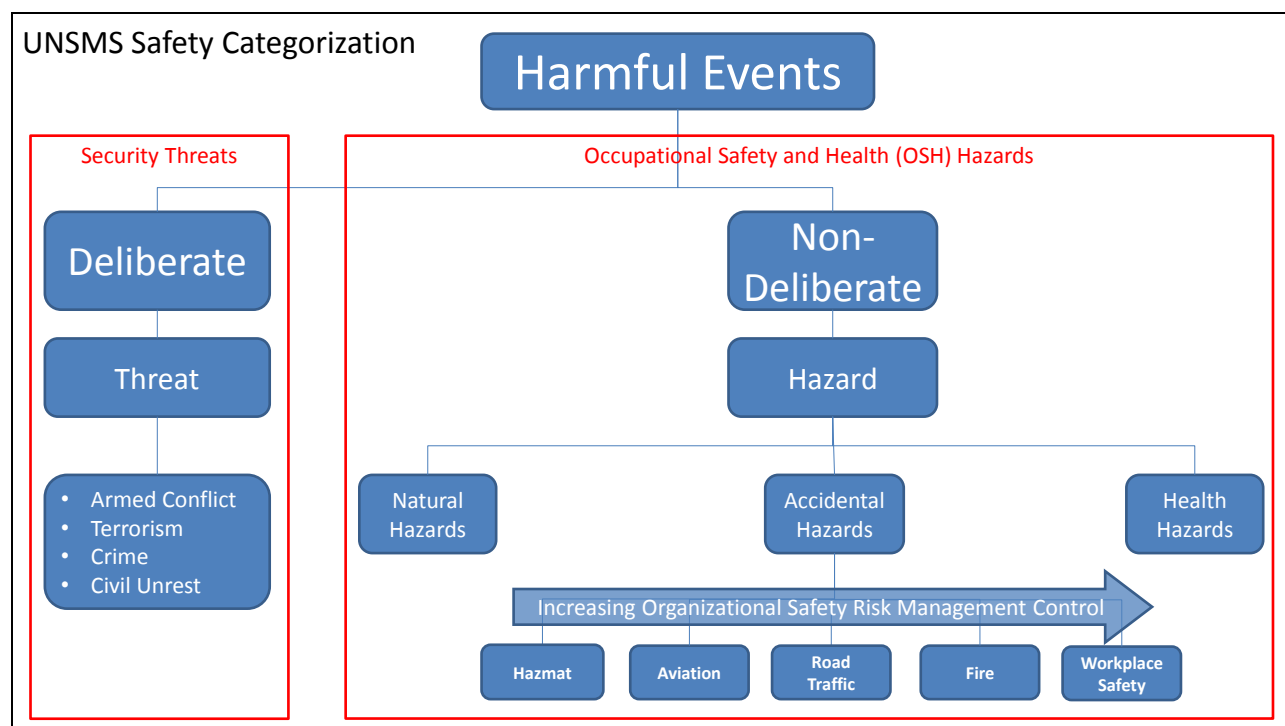 UNSMS Safety Categorization
Harmful Events
Security Threats
Occupational Safety and Health (OSH) Hazards
Deliberate
Non-
Deliberate
Threat
Hazard
• Armed Conflict
• Terrorism
• Crime
• Civil Unrest
Natural
Hazards
Accidental
Hazards
Health
Hazards
Increasing Organizational Safety Risk Management Control
Hazmat
Aviation
Road
Traffic
Fire
Workplace
Safety